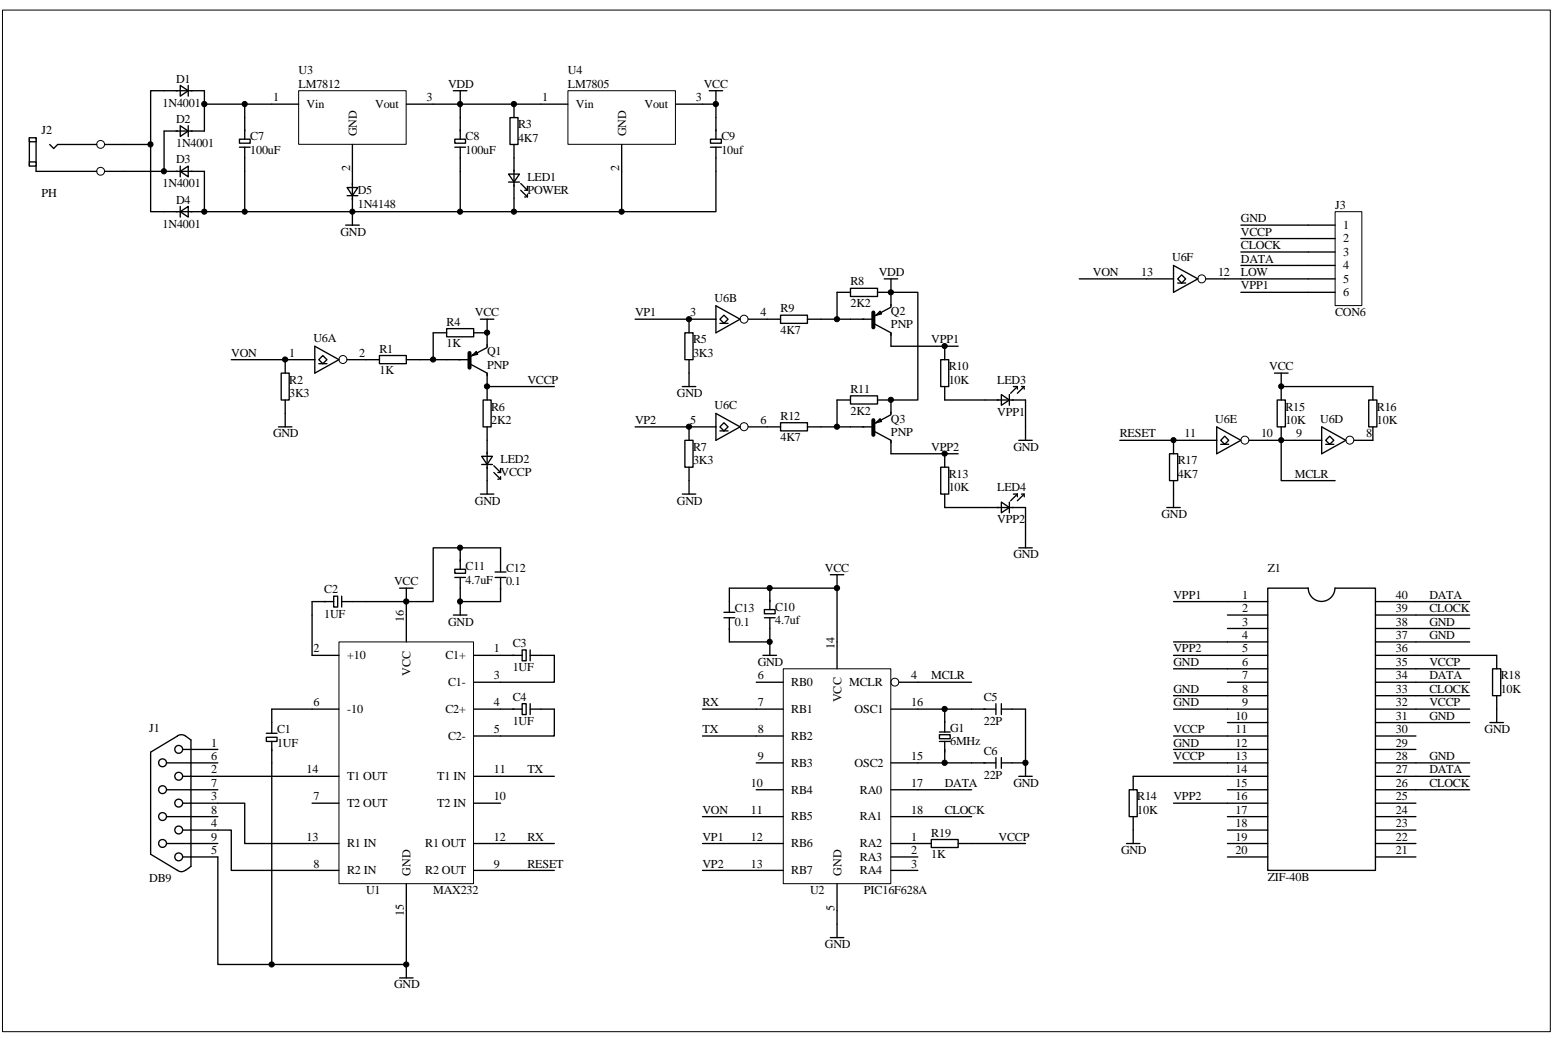 J2
PH
D1
1N4001
D2
1N4001
D3
1N4001
D4
1N4001
C7
100uF
U3
LM7812
1 Vin Vout 3
GND
2
D5
1N4148
GND
VDD
C8
100uF
R3
4K7
LED1
POWER
U4
LM7805
1 Vin Vout 3
GND
2
VCC
C9
10uf
VON 1 U6A 2
R2
3K3
GND
R1
1K
R4
1K
VCC
Q1
PNP
VCCP
R6
2K2
LED2
VCCP
GND
VP1 3 U6B 4
R5
3K3
GND
R9
4K7
R8
2K2
VDD
Q2
PNP
VPP1
R10
10K
LED3
VPP1
GND
VP2 5 U6C 6
R7
3K3
GND
R12
4K7
R11
2K2
Q3
PNP
VPP2
R13
10K
LED4
VPP2
GND
VON 13 U6F 12
J3
GND 1
VCCP 2
CLOCK 3
DATA 4
LOW 5
VPP1 6
CON6
RESET 11 U6E 10 9 U6D 8
VCC
R15
10K
R16
10K
R17
4K7
GND
MCLR
C2
1UF
VCC
C11
4.7uF
C12
0.1
GND
16
2 +10 VCC C1+ 1
C3
1UF
C1- 3
6 -10 C2+ 4
C4
1UF
C2- 5
C1
1UF
14 T1 OUT T1 IN 11 TX
7 T2 OUT T2 IN 10
13 R1 IN R1 OUT 12 RX
8 R2 IN GND R2 OUT 9 RESET
U1 MAX232
15
GND
J1
1
6
2
7
3
8
4
9
5
DB9
VCC
C13
0.1
C10
4.7uf
GND
14
6 RB0 VCC MCLR 4 MCLR
RX 7 RB1 OSC1 16
TX 8 RB2
9 RB3 OSC2 15
10 RB4 RA0 17 DATA
VON 11 RB5 RA1 18 CLOCK
VP1 12 RB6 RA2 1
R19
1K
VCCP
RA3 2
VP2 13 RB7 GND RA4 3
U2 PIC16F628A
5
GND
C5
22P
G1
6MHz
C6
22P
GND
Z1
VPP1 1 40 DATA
2 39 CLOCK
3 38 GND
4 37 GND
VPP2 5 36
GND 6 35 VCCP
7 34 DATA
GND 8 33 CLOCK
GND 9 32 VCCP
10 31 GND
VCCP 11 30
GND 12 29
VCCP 13 28 GND
14 27 DATA
15 26 CLOCK
VPP2 16 25
17 24
18 23
19 22
20 21
ZIF-40B
R14
10K
GND
R18
10K
GND